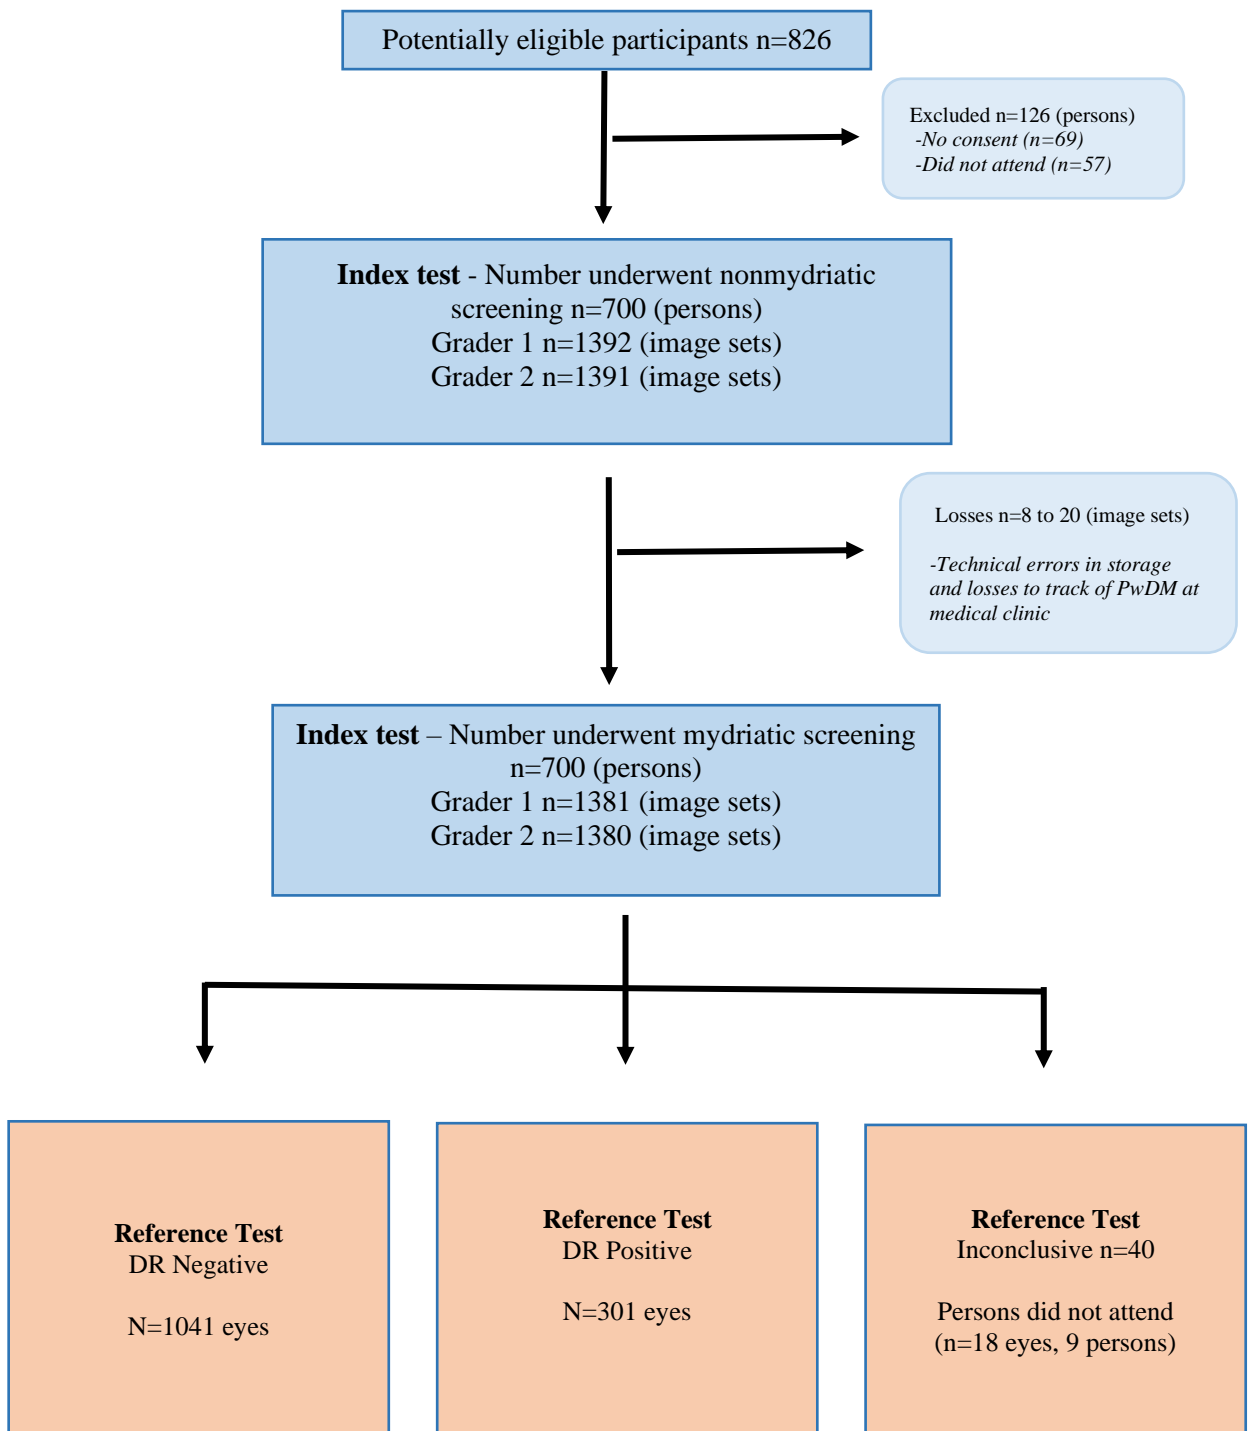 Potentially eligible participants n=826
Excluded n=126 (persons)
-No consent (n=69)
-Did not attend (n=57)
Index test - Number underwent nonmydriatic
screening n=700 (persons)
Grader 1 n=1392 (image sets)
Grader 2 n=1391 (image sets)
Losses n=8 to 20 (image sets)
-Technical errors in storage
and losses to track of PwDM at
medical clinic
Index test – Number underwent mydriatic screening
n=700 (persons)
Grader 1 n=1381 (image sets)
Grader 2 n=1380 (image sets)
Reference Test
DR Negative
N=1041 eyes
Reference Test
DR Positive
N=301 eyes
Reference Test
Inconclusive n=40
Persons did not attend
(n=18 eyes, 9 persons)